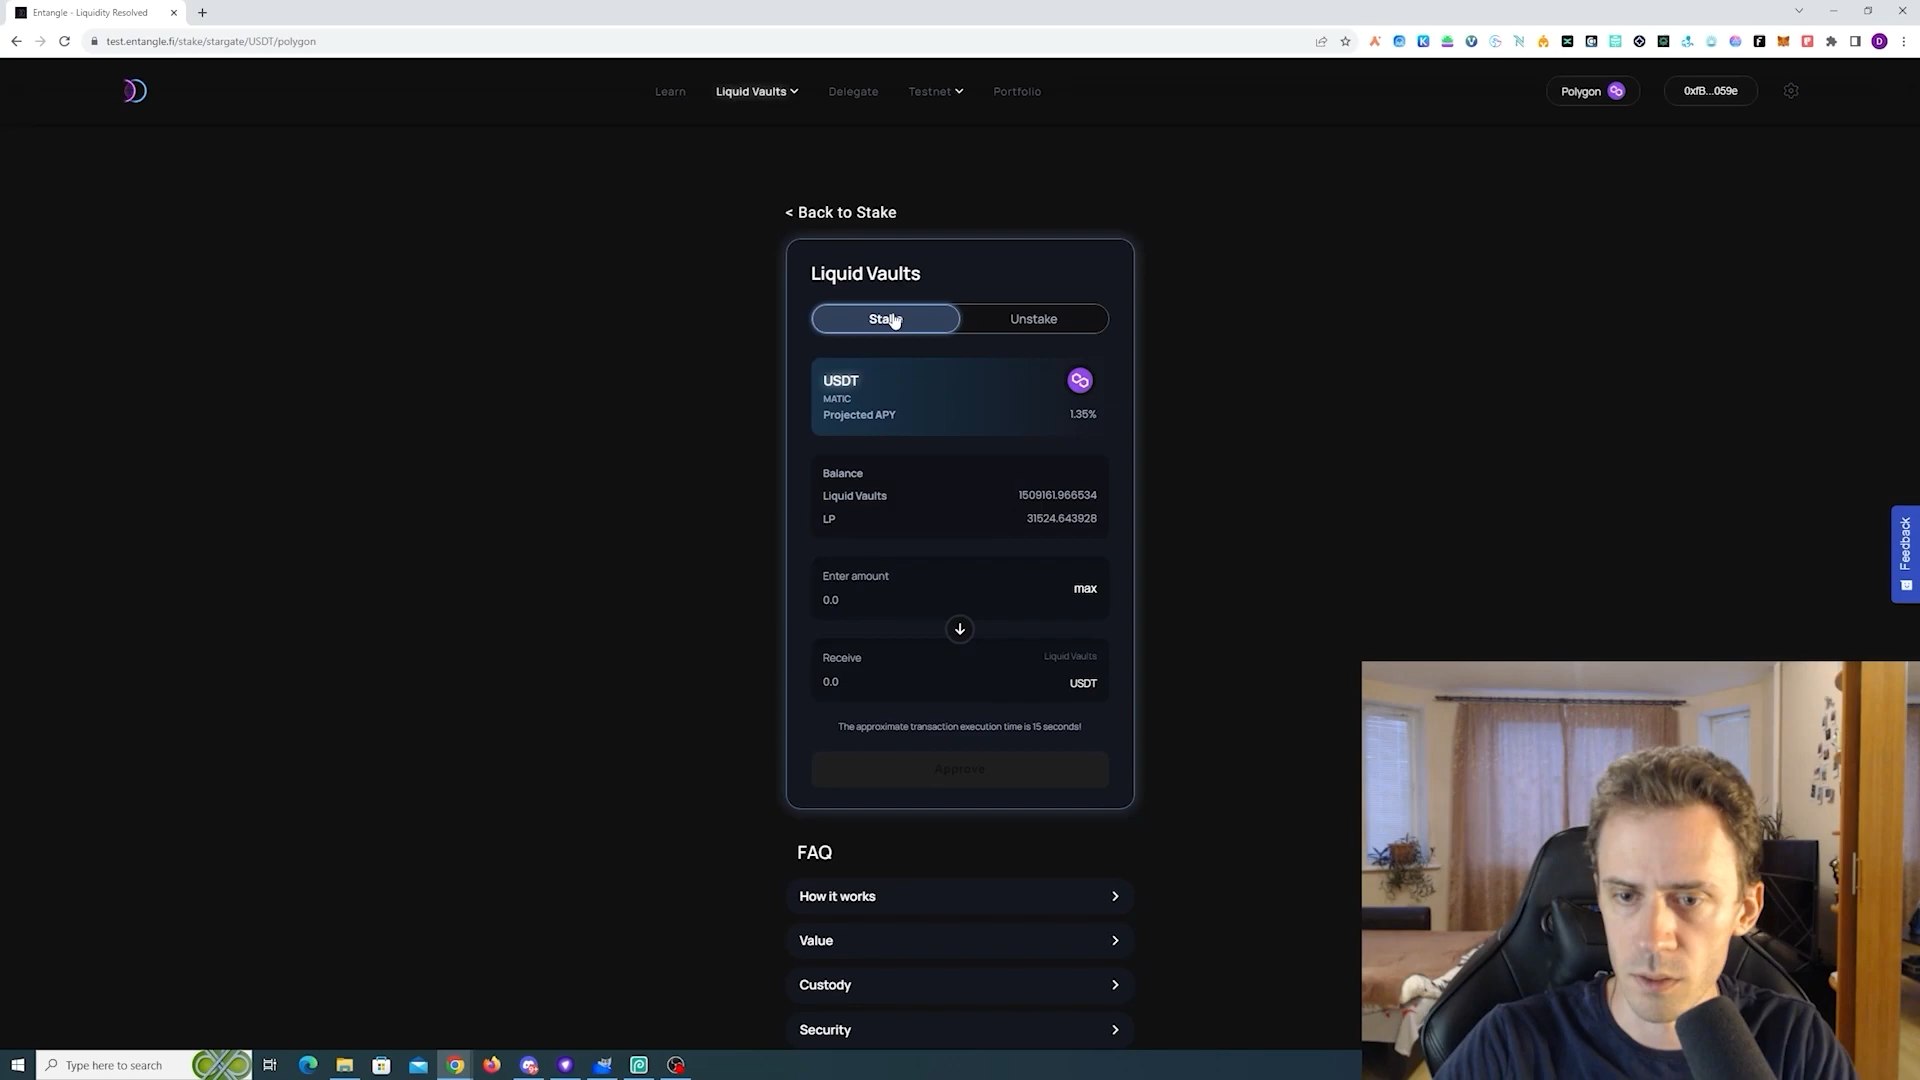 Entangle - Liquidity Resolved
test.entangle.fi/stake/stargate/USDT/polygon
Learn
Liquid Vaults
Delegate
Testnet
Portfolio
Polygon
0xfB...059e
< Back to Stake
Liquid Vaults
Stake
Unstake
USDT
MATIC
Projected APY
1.35%
Balance
Liquid Vaults
1509161.966534
LP
31524.643928
Enter amount
0.0
max
Receive
Liquid Vaults
0.0
USDT
The approximate transaction execution time is 15 seconds!
Approve
Feedback
FAQ
How it works
Value
Custody
Security
Type here to search